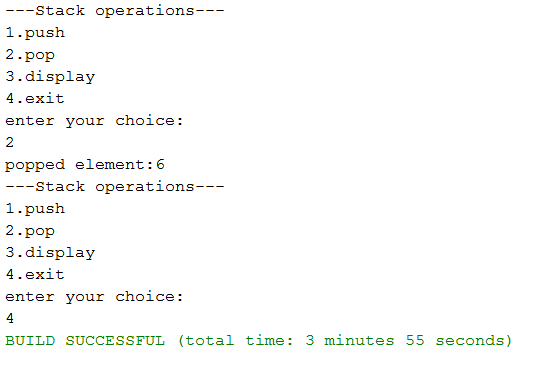 ---Stack operations---
1.push
2.pop
3.display
4.exit
enter your choice:
2
popped element:6
---Stack operations---
1.push
2.pop
3.display
4.exit
enter your choice:
4
BUILD SUCCESSFUL (total time: 3 minutes 55 seconds)